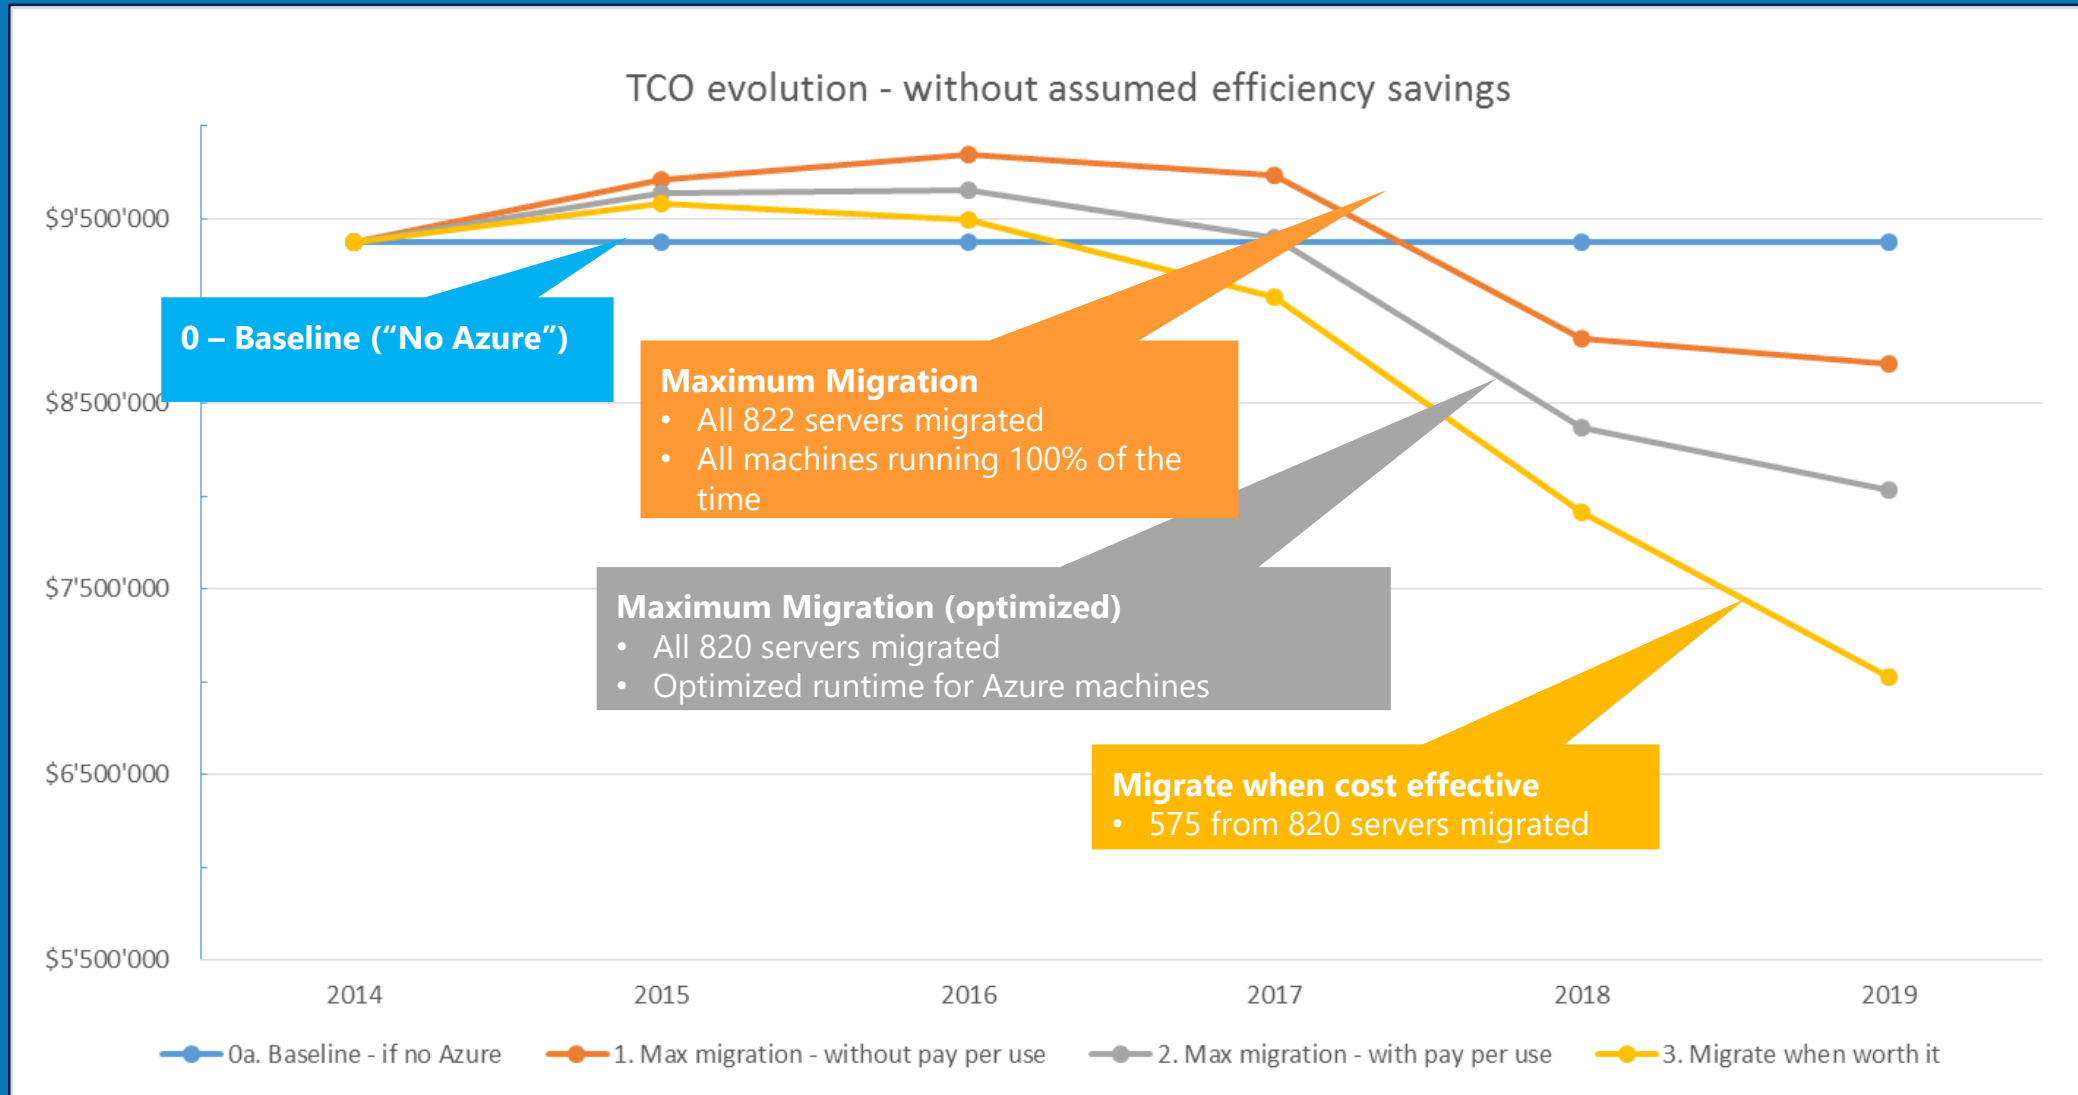 TCO evolution - without assumed efficiency savings
$9'500'000
$8'500'000
$7'500'000
$6'500'000
$5'500'000
0 – Baseline (“No Azure”)
Maximum Migration
• All 822 servers migrated
• All machines running 100% of the
time
Maximum Migration (optimized)
• All 820 servers migrated
• Optimized runtime for Azure machines
Migrate when cost effective
• 575 from 820 servers migrated
2014 2015 2016 2017 2018 2019
0a. Baseline - if no Azure 1. Max migration - without pay per use 2. Max migration - with pay per use 3. Migrate when worth it